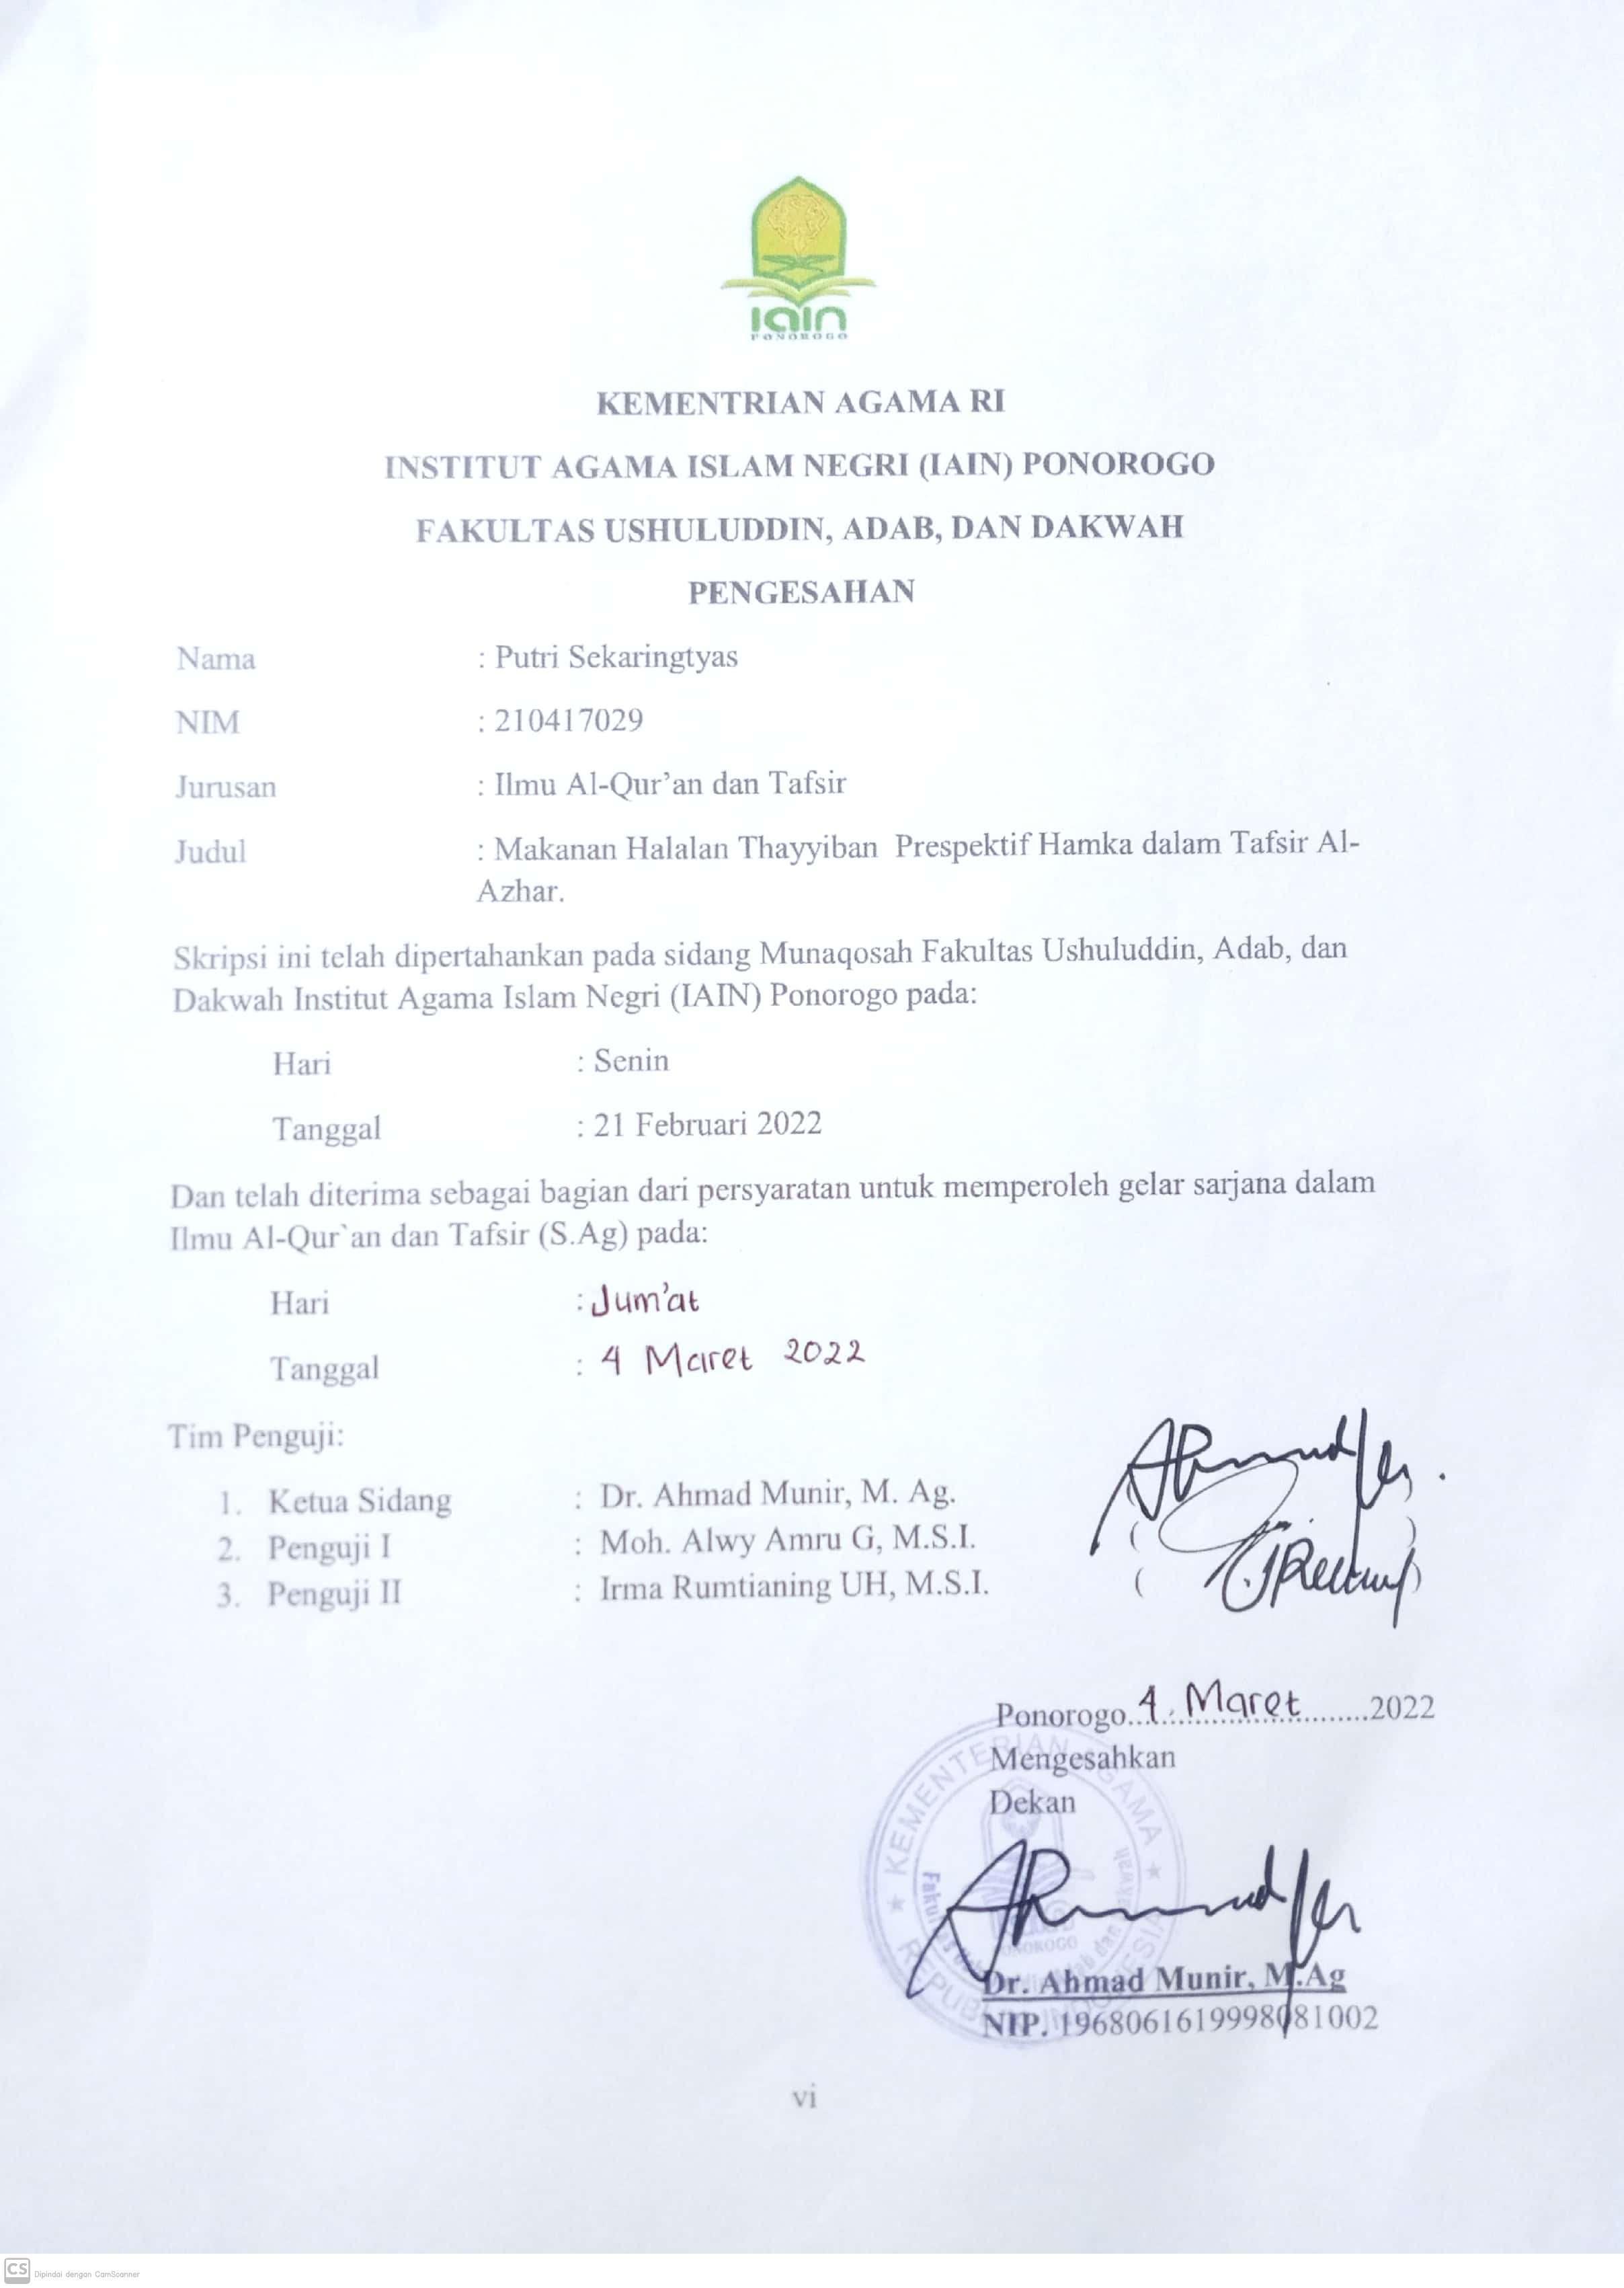 iain
PONOROGO
KEMENTRIAN AGAMA RI
INSTITUT AGAMA ISLAM NEGRI (IAIN) PONOROGO
FAKULTAS USHULUDDIN, ADAB, DAN DAKWAH
PENGESAHAN
Nama : Putri Sekaringtyas
NIM : 210417029
Jurusan : Ilmu Al-Qur'an dan Tafsir
Judul : Makanan Halalan Thayyiban Prespektif Hamka dalam Tafsir Al-
Azhar.
Skripsi ini telah dipertahankan pada sidang Munaqosah Fakultas Ushuluddin, Adab, dan
Dakwah Institut Agama Islam Negri (IAIN) Ponorogo pada:
Hari : Senin
Tanggal : 21 Februari 2022
Dan telah diterima sebagai bagian dari persyaratan untuk memperoleh gelar sarjana dalam
Ilmu Al-Qur`an dan Tafsir (S.Ag) pada:
Hari : Jum'at
Tanggal : 4 Maret 2022
Tim Penguji:
1. Ketua Sidang : Dr. Ahmad Munir, M. Ag.
2. Penguji I : Moh. Alwy Amru G, M.S.I. ( )
3. Penguji II : Irma Rumtianing UH, M.S.I. ( )
Ponorogo...4. Maret.........2022
Mengesahkan
Dekan
KEMENTERIAN AGAMA
REPUBLIK INDONESIA
PONOROGO
Dr. Ahmad Munir, M.Ag
NIP. 1968061619998081002
vi
CS Dipindai dengan CamScanner